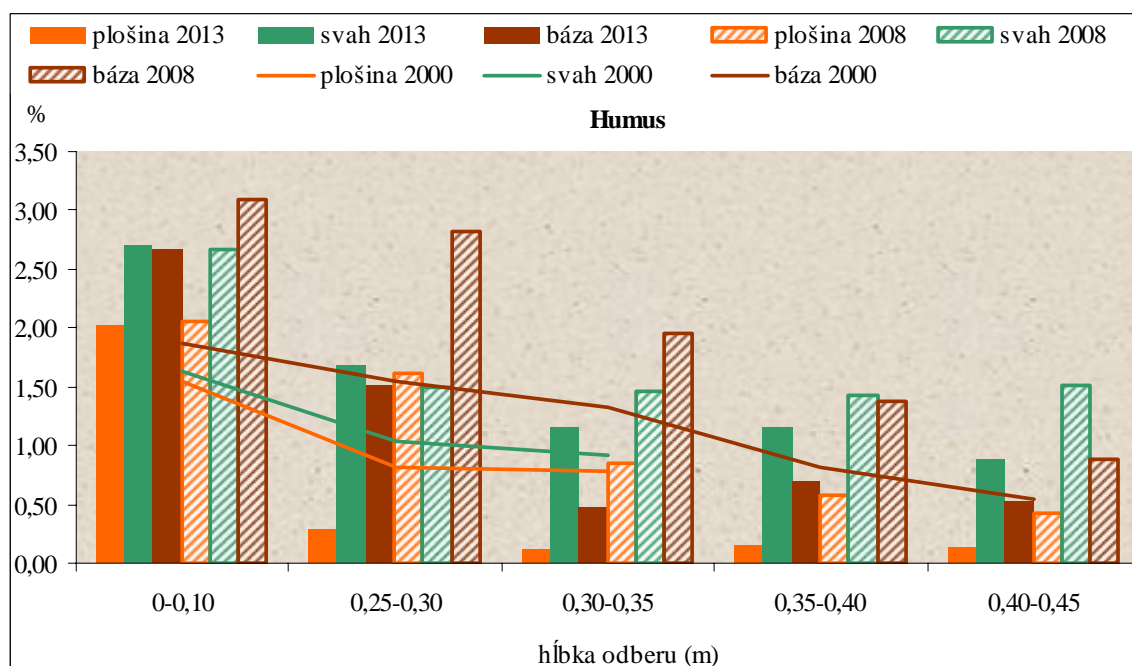 plošina 2013 svah 2013 báza 2013 plošina 2008 svah 2008
báza 2008 plošina 2000 svah 2000 báza 2000
%
Humus
3,50
3,00
2,50
2,00
1,50
1,00
0,50
0,00
0-0,10 0,25-0,30 0,30-0,35 0,35-0,40 0,40-0,45
hĺbka odberu (m)